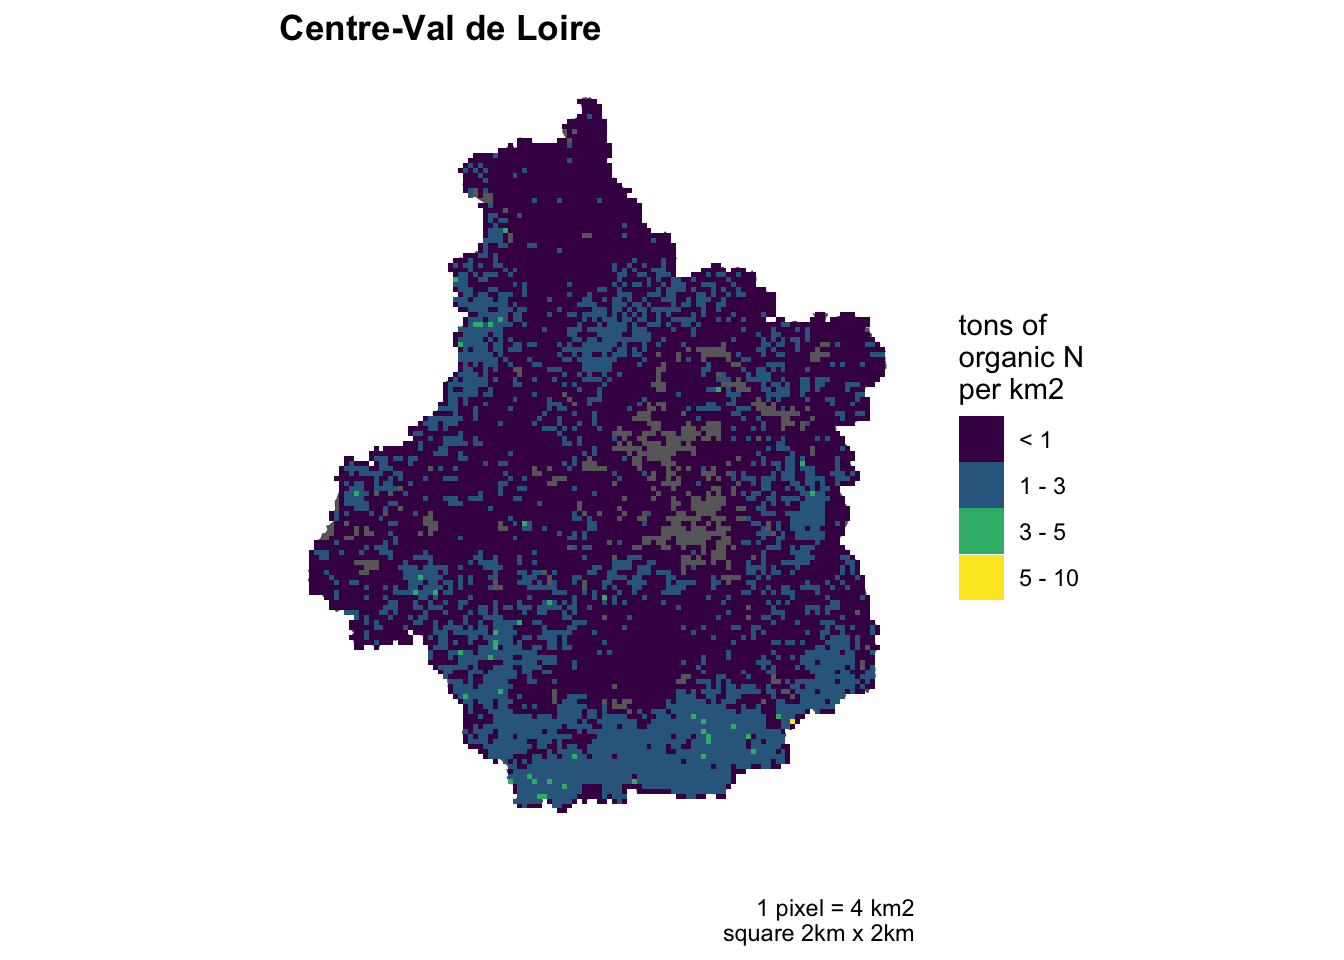 Centre-Val de Loire
tons of
organic N
per km2
< 1
1 - 3
3 - 5
5 - 10
1 pixel = 4 km2
square 2km x 2km